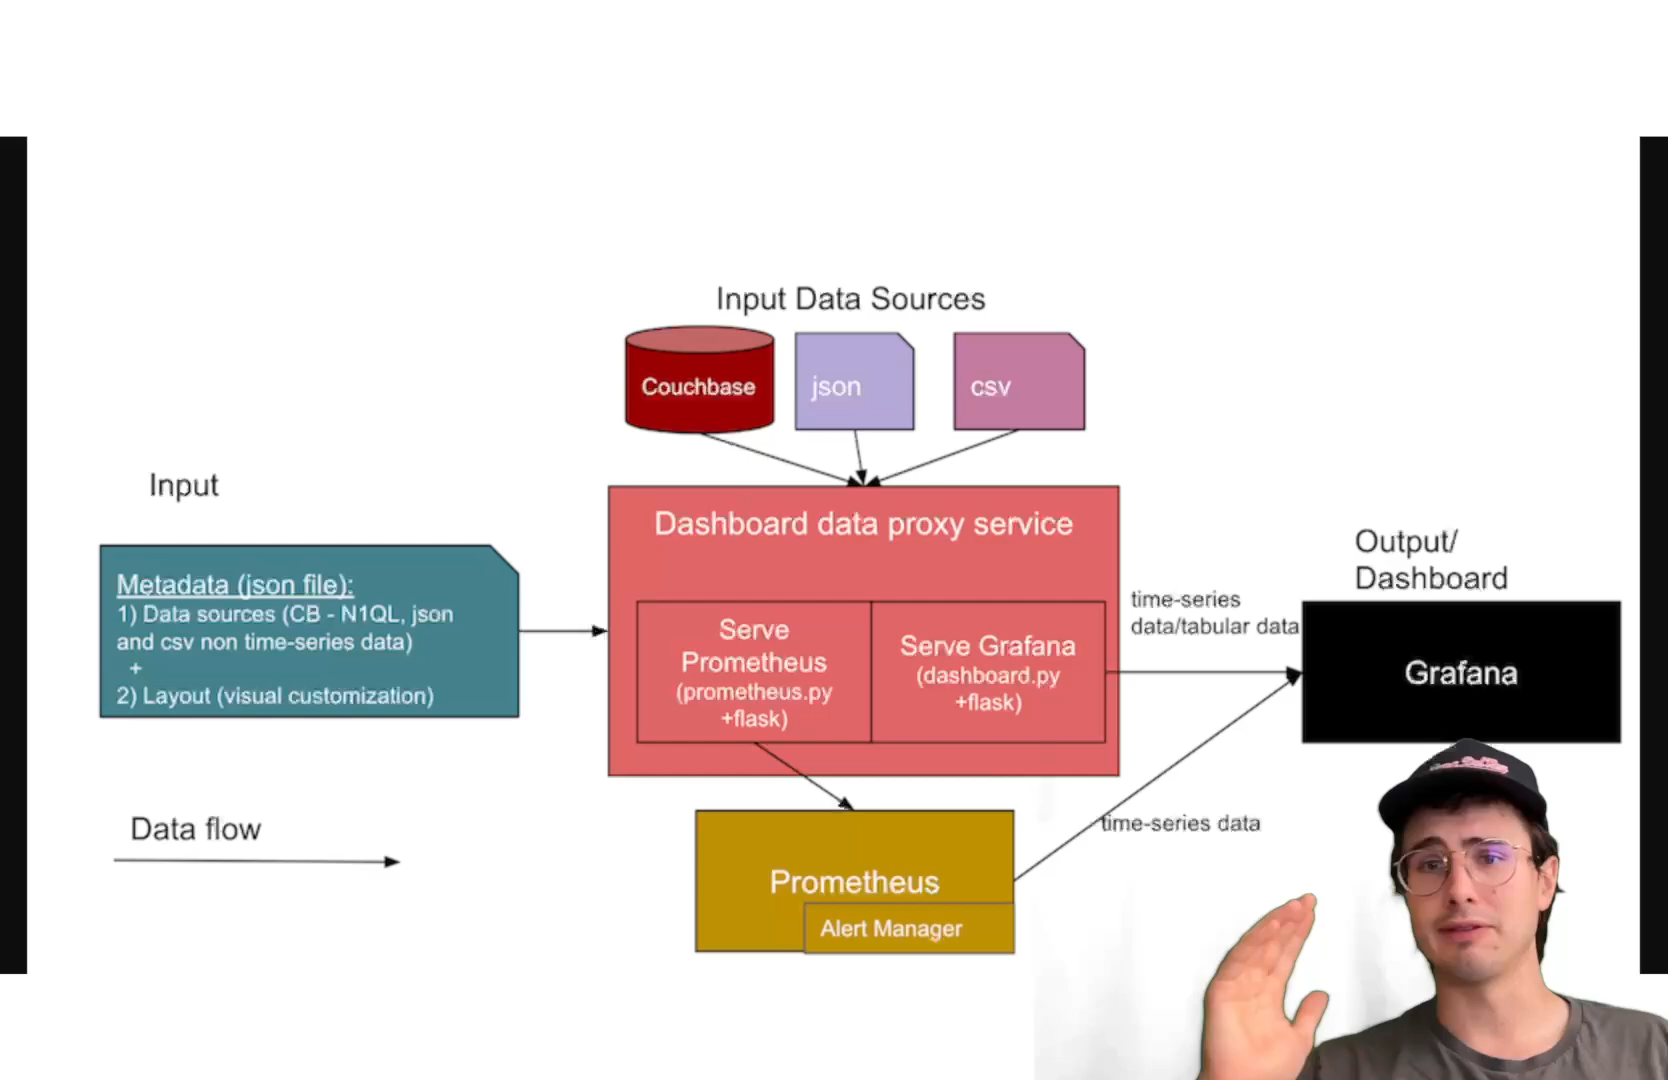 Input Data Sources
Couchbase
json
csv
Input
Metadata (json file):
1) Data sources (CB - N1QL, json
and csv non time-series data)
+
2) Layout (visual customization)
Dashboard data proxy service
Serve
Prometheus
(prometheus.py
+flask)
Serve Grafana
(dashboard.py
+flask)
time-series
data/tabular data
Output/
Dashboard
Grafana
Data flow
time-series data
Prometheus
Alert Manager